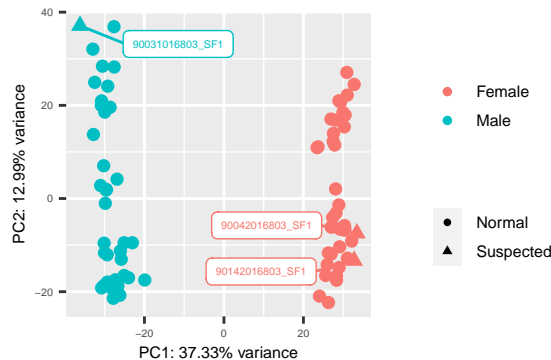 90031016803_SF1
90042016803_SF1
90142016803_SF1
40
20
0
−20
−20
0
20
PC2: 12.99% variance
PC1: 37.33% variance
Female
Male
Normal
Suspected